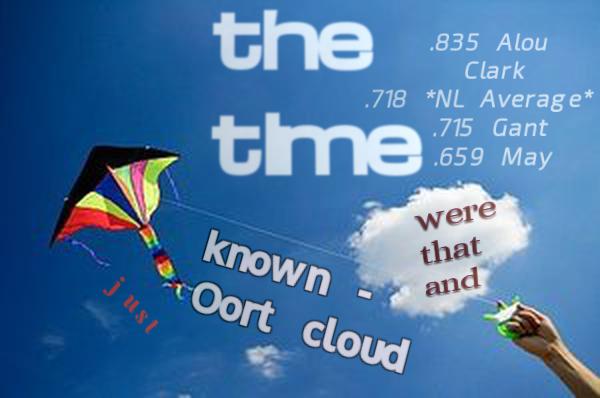 the
tIme
.835 Alou
Clark
.718 *NL Average*
.715 Gant
.659 May
were
that
and
known -
Oort cloud
just